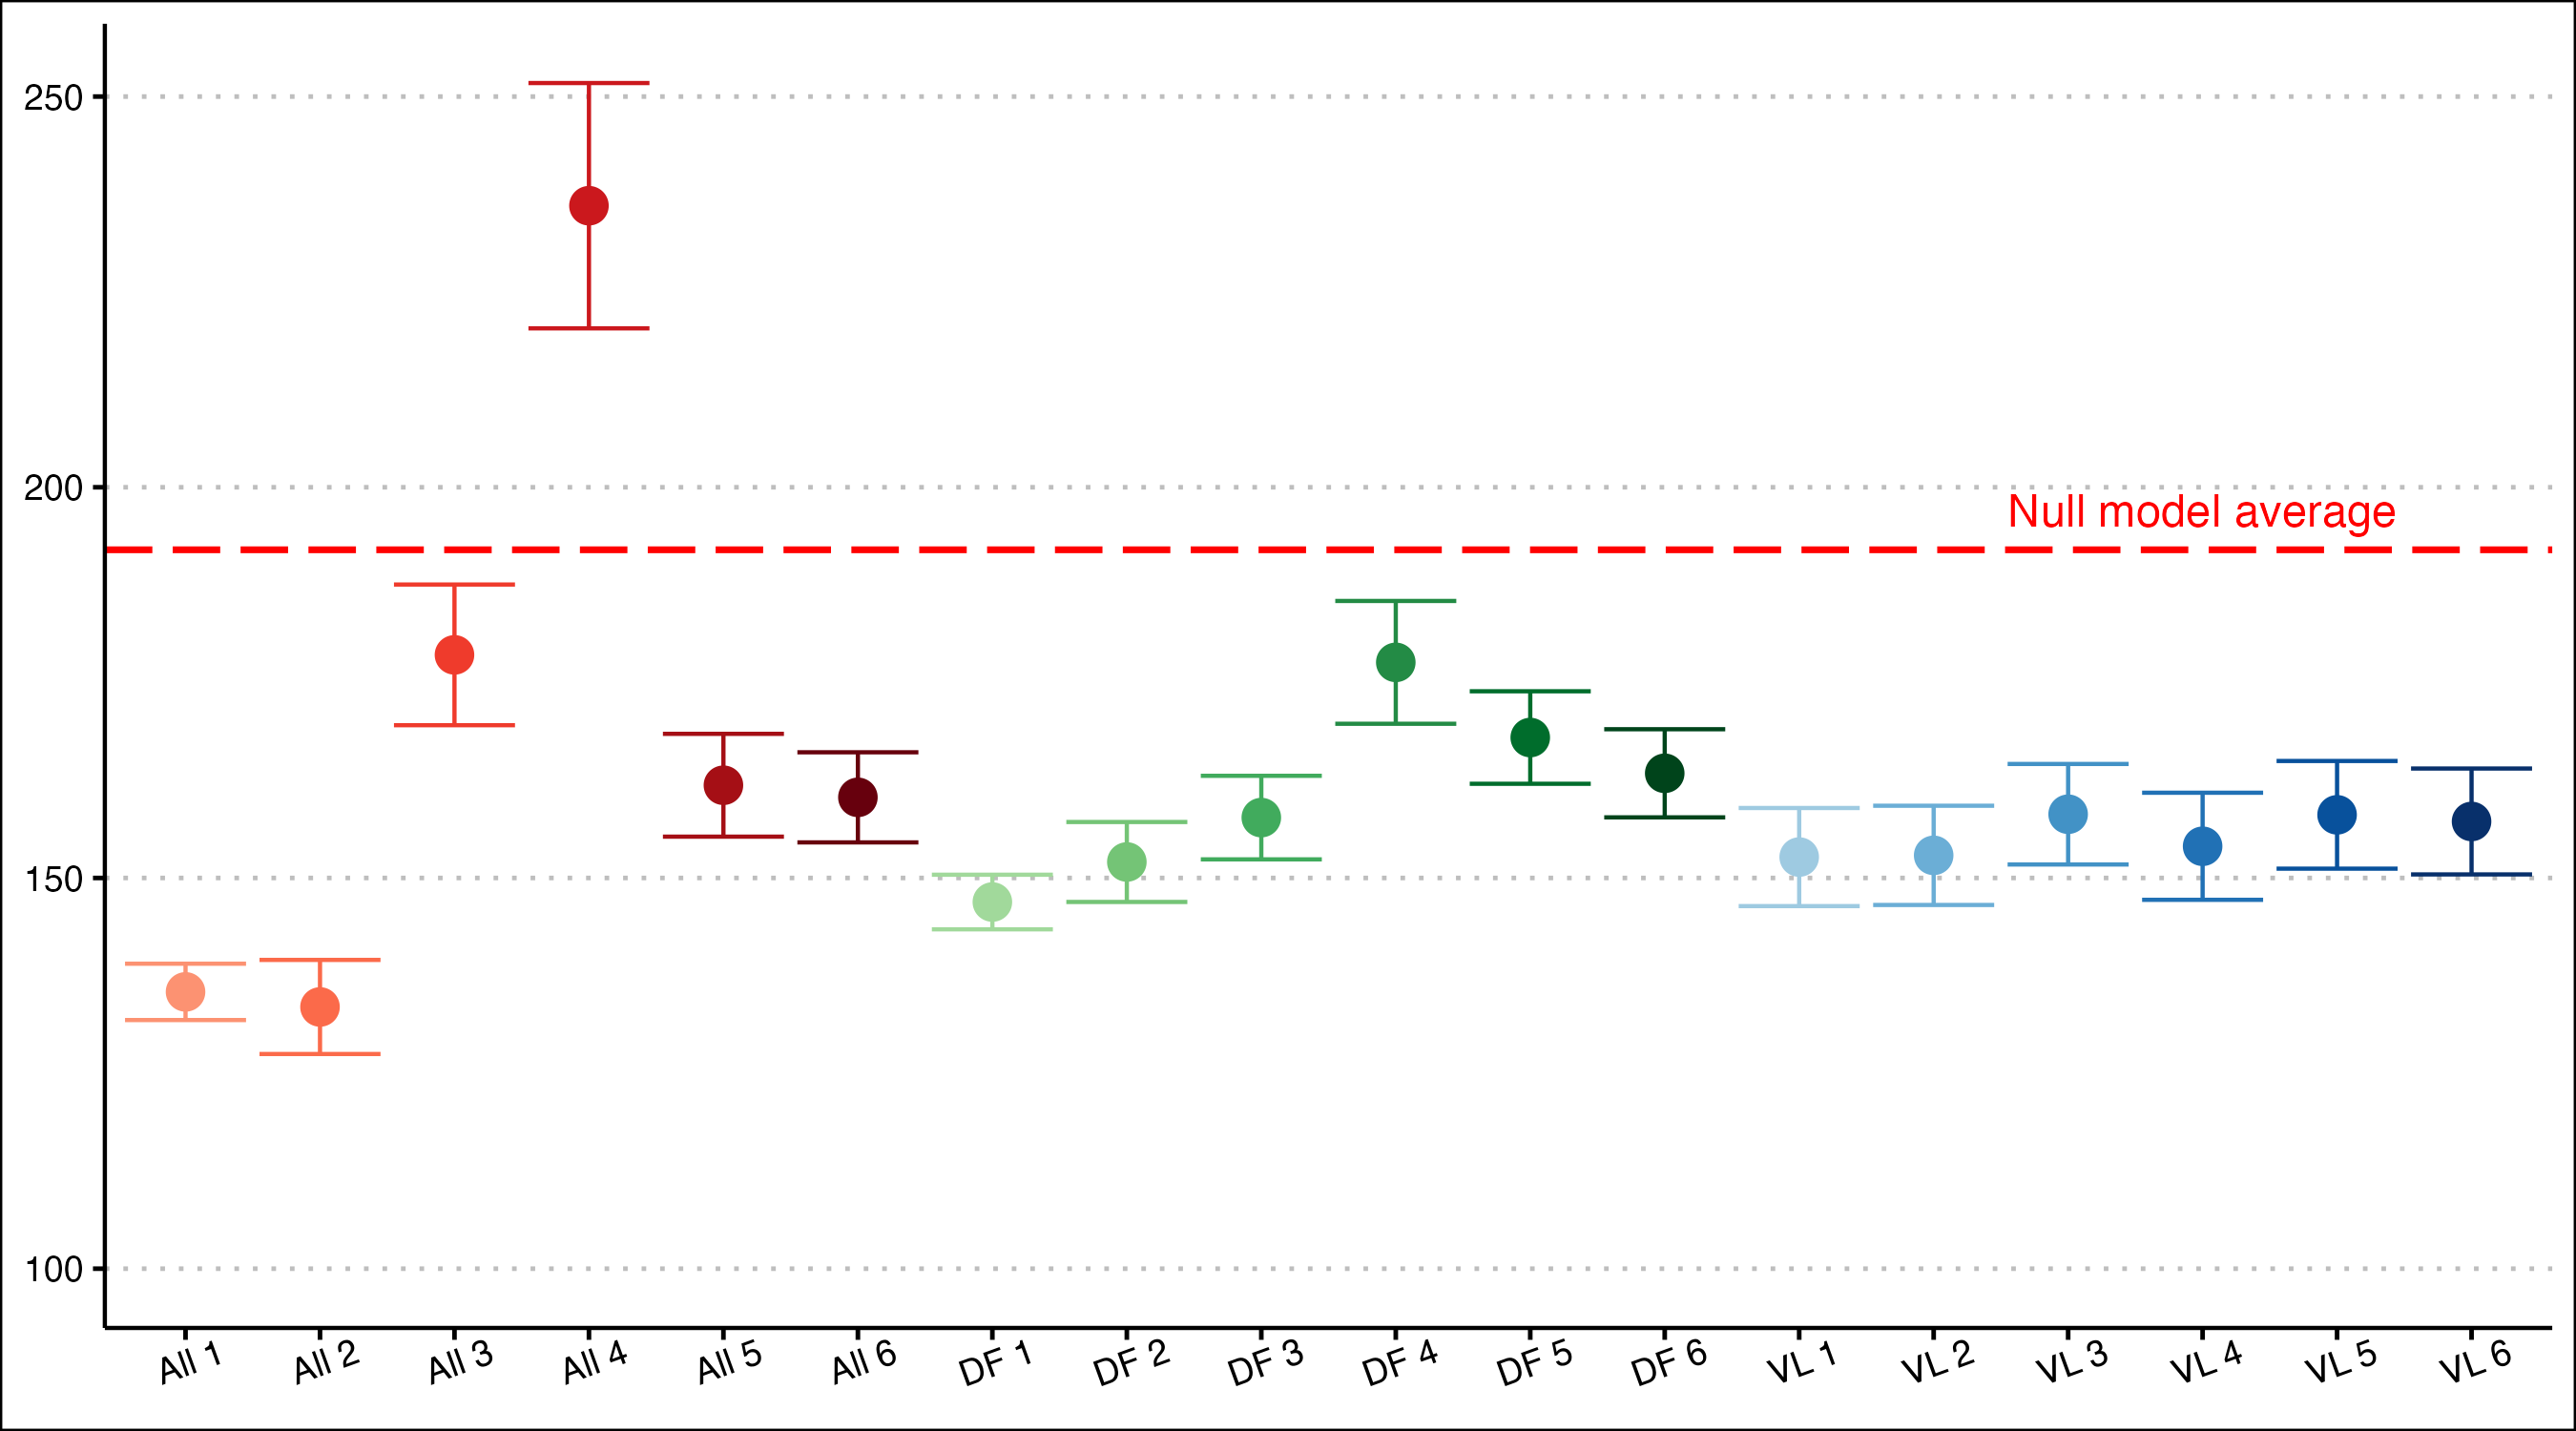 250
200
150
100
Null model average
All 1
All 2
All 3
All 4
All 5
All 6
DF 1
DF 2
DF 3
DF 4
DF 5
DF 6
VL 1
VL 2
VL 3
VL 4
VL 5
VL 6